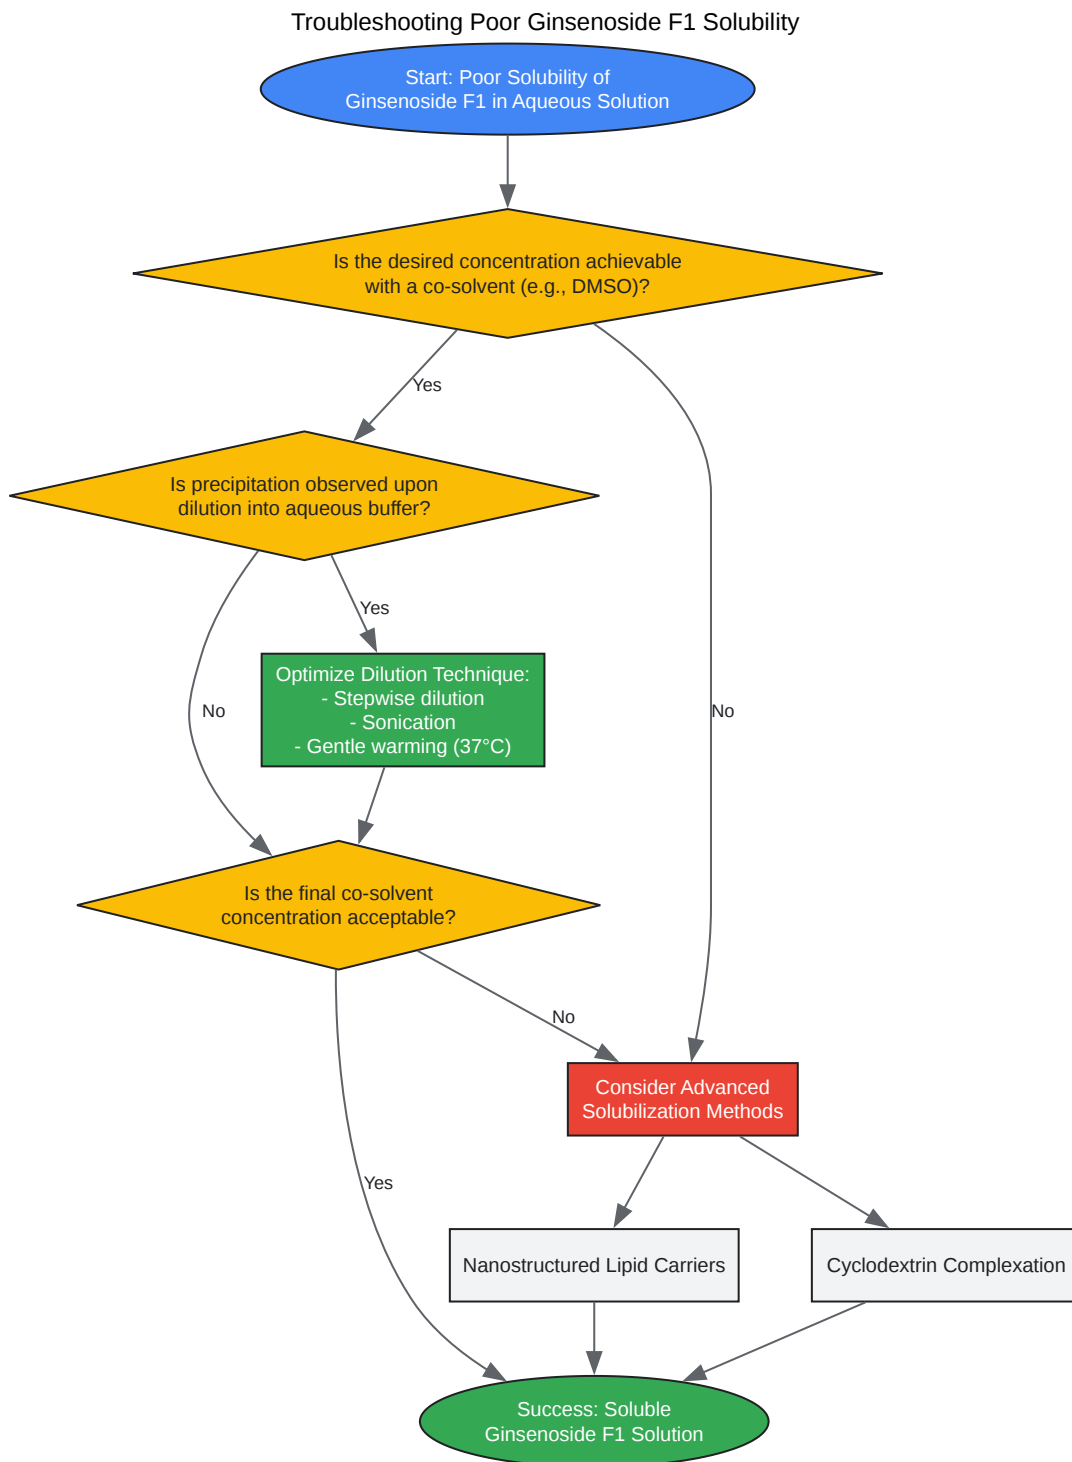 Troubleshooting Poor Ginsenoside F1 Solubility
Start: Poor Solubility of
Ginsenoside F1 in Aqueous Solution
Is the desired concentration achievable
with a co-solvent (e.g., DMSO)?
Yes
Is precipitation observed upon
dilution into aqueous buffer?
Yes
Optimize Dilution Technique:
- Stepwise dilution
- Sonication
- Gentle warming (37°C)
No
No
Is the final co-solvent
concentration acceptable?
No
Consider Advanced
Solubilization Methods
Yes
Nanostructured Lipid Carriers
Cyclodextrin Complexation
Success: Soluble
Ginsenoside F1 Solution